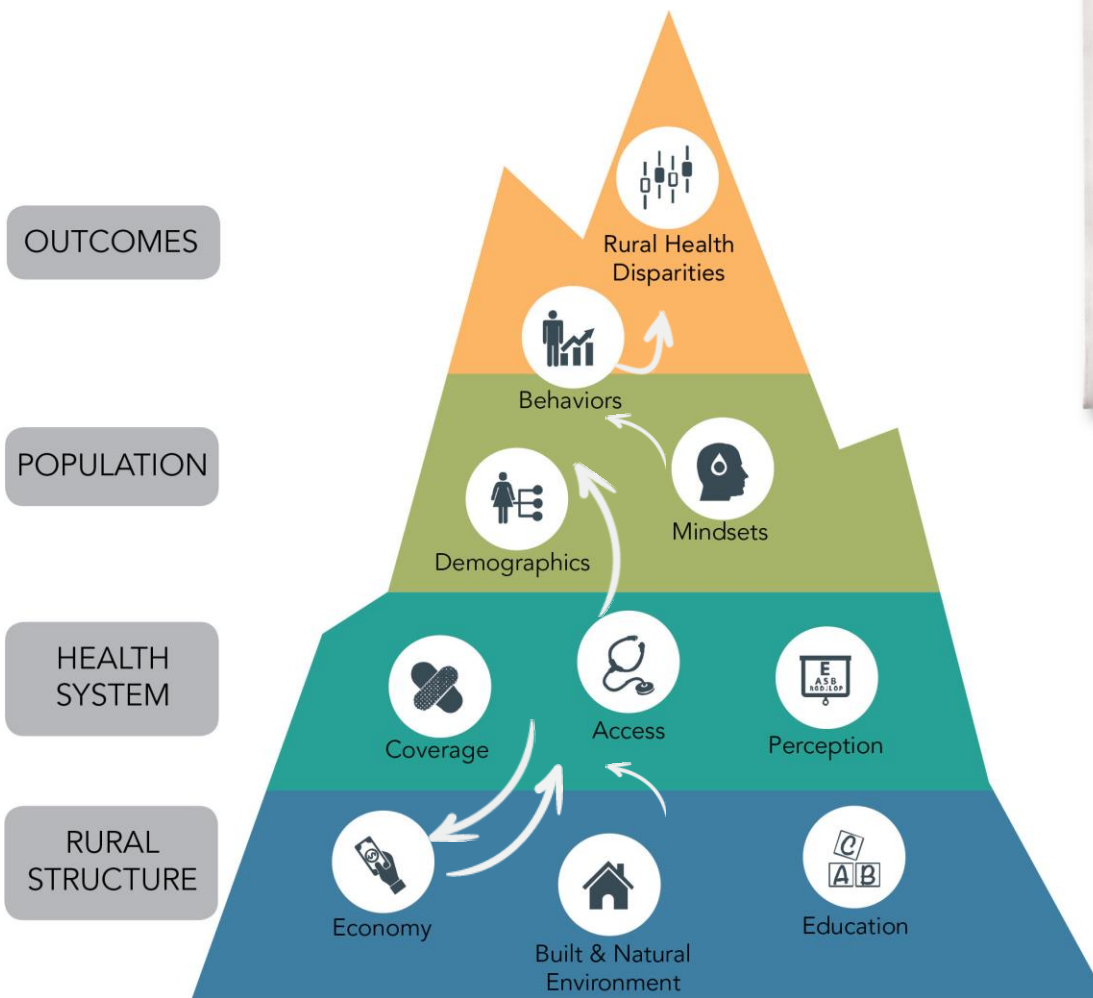 OUTCOMES
Rural Health
Disparities
Behaviors
POPULATION
Mindsets
Demographics
HEALTH
SYSTEM
Coverage
Access
E
Perception
RURAL
STRUCTURE
Economy
Built & Natural
Environment
C
A B
Education